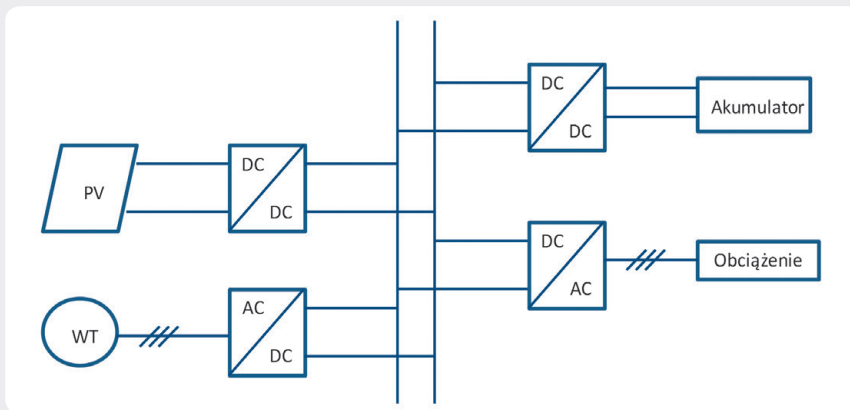 PV
DC
DC
WT
AC
DC
DC
DC
Akumulator
DC
AC
Obciążenie